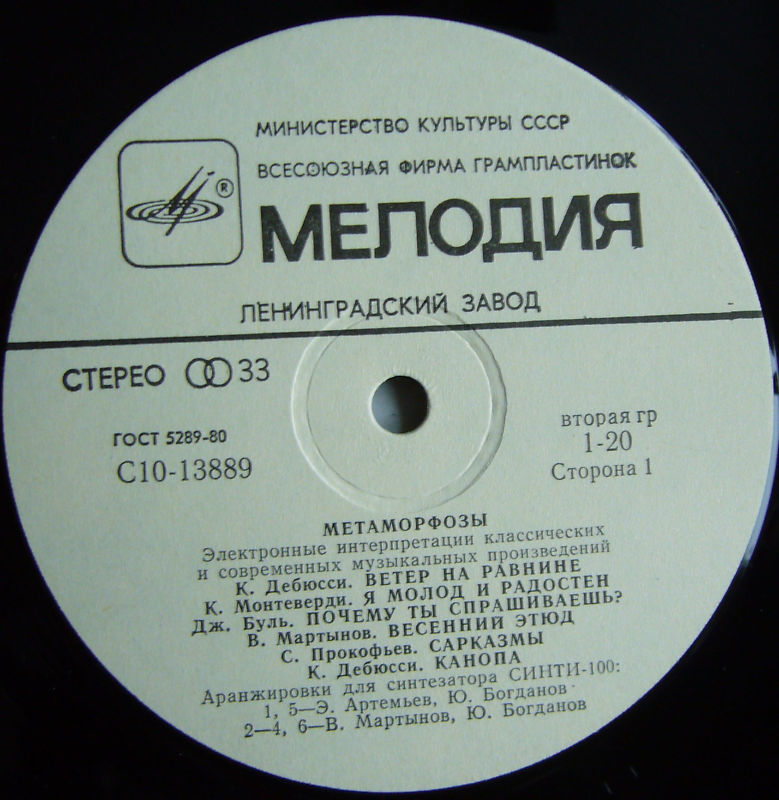 МИНИСТЕРСТВО КУЛЬТУРЫ СССР
ВСЕСОЮЗНАЯ ФИРМА ГРАМПЛАСТИНОК
®
МЕЛОДИЯ
ЛЕНИНГРАДСКИЙ ЗАВОД
СТЕРЕО 33
ГОСТ 5289-80
С10-13889
вторая гр
1-20
Сторона 1
МЕТАМОРФОЗЫ
Электронные интерпретации классических
и современных музыкальных произведений
К. Дебюсси. ВЕТЕР НА РАВНИНЕ
К. Монтеверди. Я МОЛОД И РАДОСТЕН
Дж. Буль. ПОЧЕМУ ТЫ СПРАШИВАЕШЬ?
В. Мартынов. ВЕСЕННИЙ ЭТЮД
С. Прокофьев. САРКАЗМЫ
К. Дебюсси. КАНОПА
Аранжировки для синтезатора СИНТИ-100:
1, 5—Э. Артемьев, Ю. Богданов
2—4, 6—В. Мартынов, Ю. Богданов